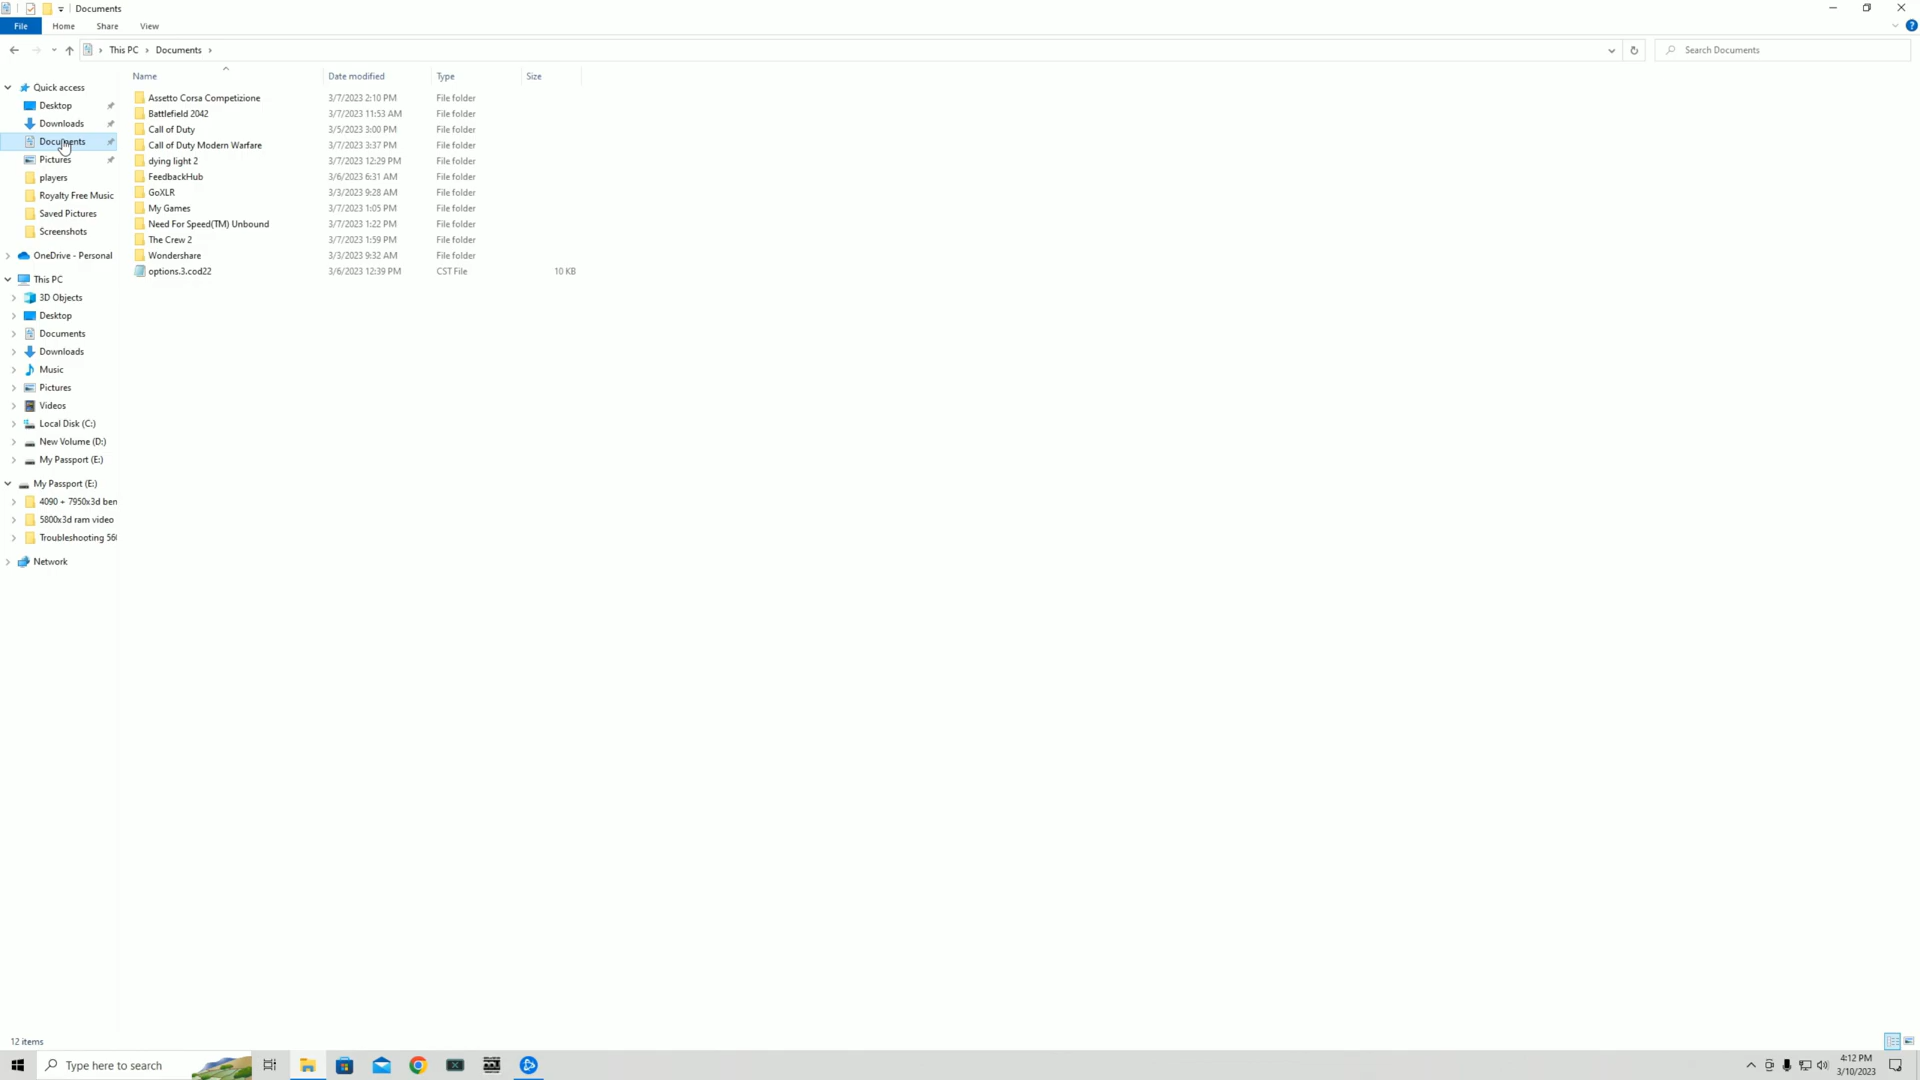 Documents
File Home Share View
This PC Documents
Search Documents
Name Date modified Type Size
Quick access
Desktop
Downloads
Documents
Pictures
players
Royalty Free Music
Saved Pictures
Screenshots
OneDrive - Personal
This PC
3D Objects
Desktop
Documents
Downloads
Music
Pictures
Videos
Local Disk (C:)
New Volume (D:)
My Passport (E:)
My Passport (E:)
4090 + 7950x3d ben
5800x3d ram video
Troubleshooting 56
Network
Assetto Corsa Competizione 3/7/2023 2:10 PM File folder
Battlefield 2042 3/7/2023 11:53 AM File folder
Call of Duty 3/5/2023 3:00 PM File folder
Call of Duty Modern Warfare 3/7/2023 3:37 PM File folder
dying light 2 3/7/2023 12:29 PM File folder
FeedbackHub 3/6/2023 6:31 AM File folder
GoXLR 3/3/2023 9:28 AM File folder
My Games 3/7/2023 1:05 PM File folder
Need For Speed(TM) Unbound 3/7/2023 1:22 PM File folder
The Crew 2 3/7/2023 1:59 PM File folder
Wondershare 3/3/2023 9:32 AM File folder
options.3.cod22 3/6/2023 12:39 PM CST File 10 KB
12 items
Type here to search
4:12 PM
3/10/2023